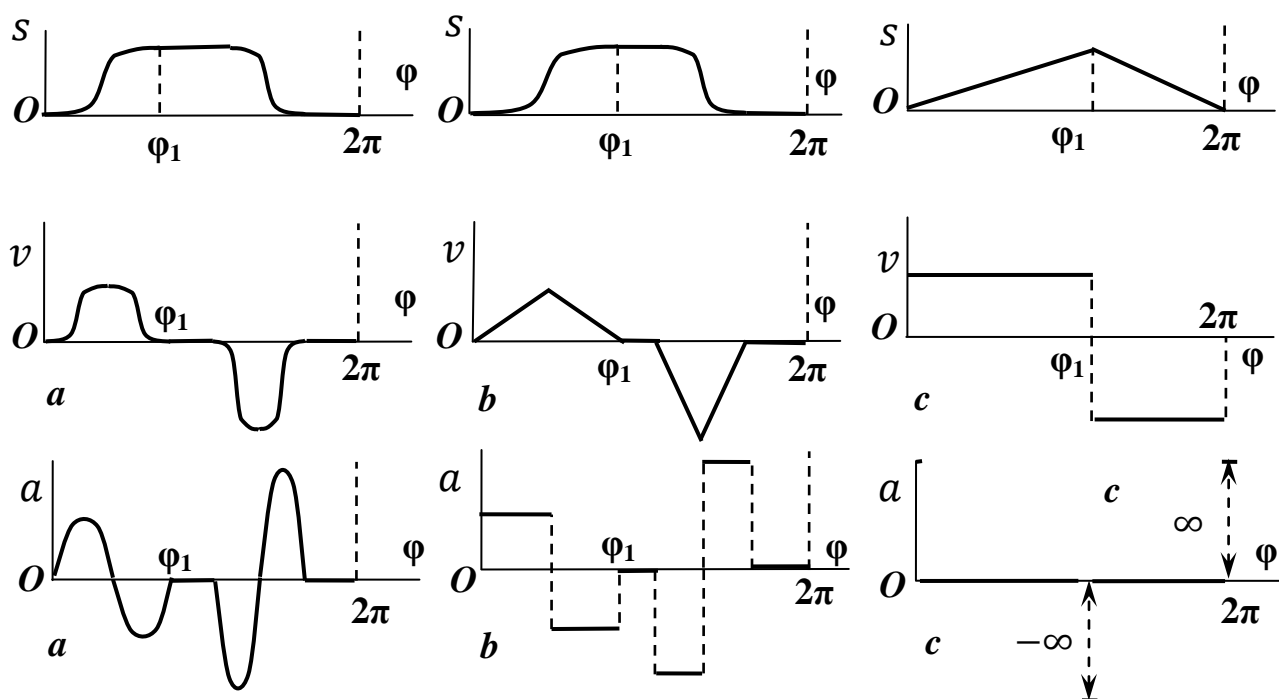 s φ s φ s φ
O O O
φ₁ 2π φ₁ 2π φ₁ 2π
v φ₁ φ v φ v 2π
O O O
2π φ₁ 2π φ₁ φ
a b c
a φ₁ φ a φ₁ φ a c ∞ φ
O O O
2π 2π 2π
a b c −∞